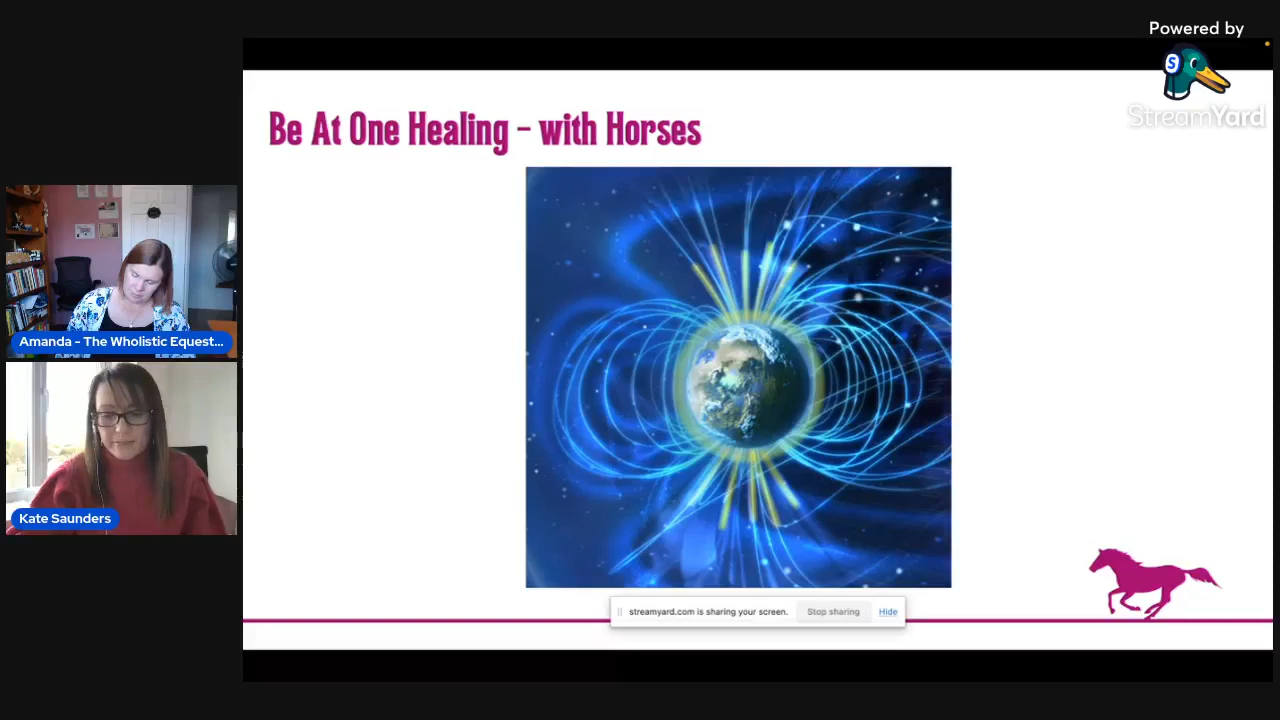 Powered by
S
StreamYard
Be At One Healing - with Horses
Amanda - The Wholistic Equest...
Kate Saunders
streamyard.com is sharing your screen. Stop sharing Hide